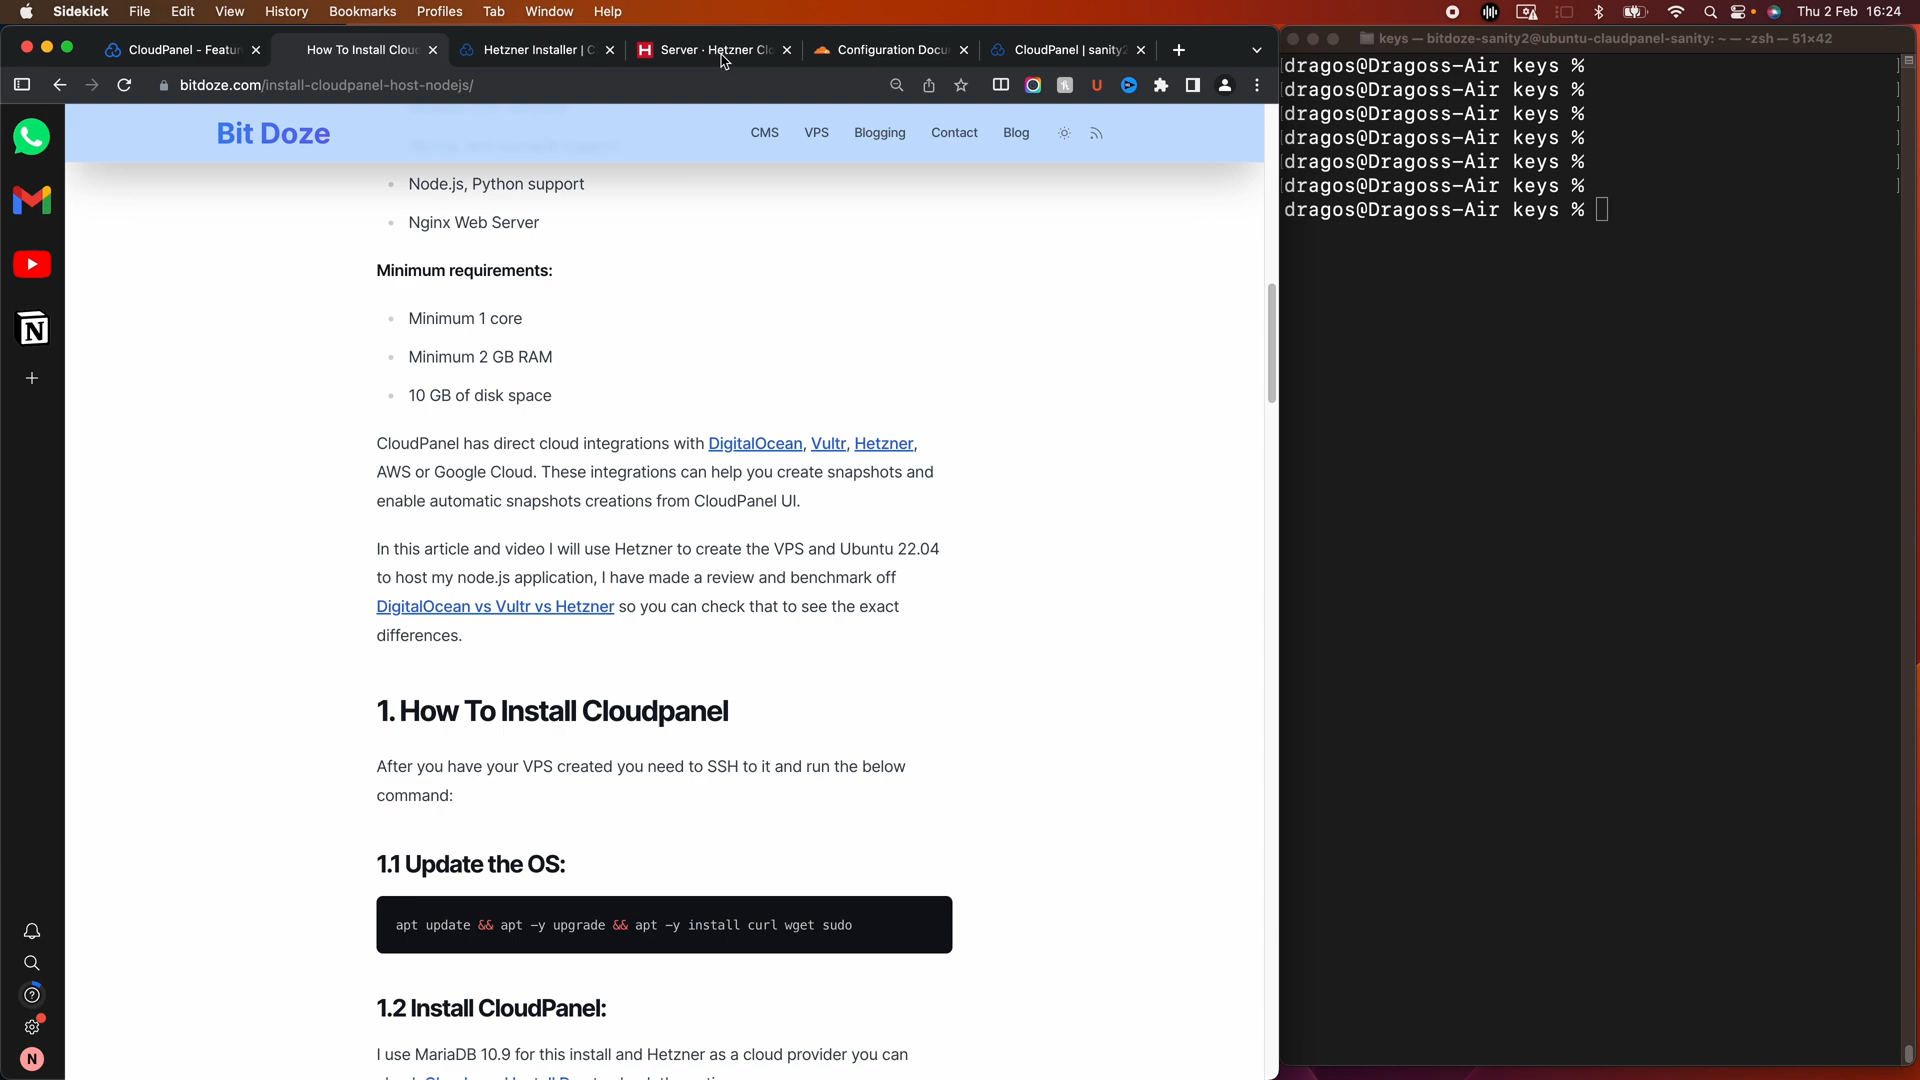 Sidekick File Edit View History Bookmarks Profiles Tab Window Help
Thu 2 Feb 16:24
CloudPanel - Featur
How To Install Clou
Hetzner Installer | C
Server · Hetzner Cl
Configuration Docu
CloudPanel | sanity2
keys — bitdoze-sanity2@ubuntu-claudpanel-sanity: ~ — -zsh — 51×42
bitdoze.com/install-cloudpanel-host-nodejs/
Bit Doze
CMS VPS Blogging Contact Blog
Node.js, Python support
Nginx Web Server
Minimum requirements:
Minimum 1 core
Minimum 2 GB RAM
10 GB of disk space
CloudPanel has direct cloud integrations with DigitalOcean, Vultr, Hetzner,
AWS or Google Cloud. These integrations can help you create snapshots and
enable automatic snapshots creations from CloudPanel UI.
In this article and video I will use Hetzner to create the VPS and Ubuntu 22.04
to host my node.js application, I have made a review and benchmark off
DigitalOcean vs Vultr vs Hetzner so you can check that to see the exact
differences.
1. How To Install Cloudpanel
After you have your VPS created you need to SSH to it and run the below
command:
1.1 Update the OS:
apt update && apt -y upgrade && apt -y install curl wget sudo
1.2 Install CloudPanel:
I use MariaDB 10.9 for this install and Hetzner as a cloud provider you can
N
[dragos@Dragoss-Air keys % ]
[dragos@Dragoss-Air keys % ]
[dragos@Dragoss-Air keys % ]
[dragos@Dragoss-Air keys % ]
[dragos@Dragoss-Air keys % ]
[dragos@Dragoss-Air keys % ]
dragos@Dragoss-Air keys %